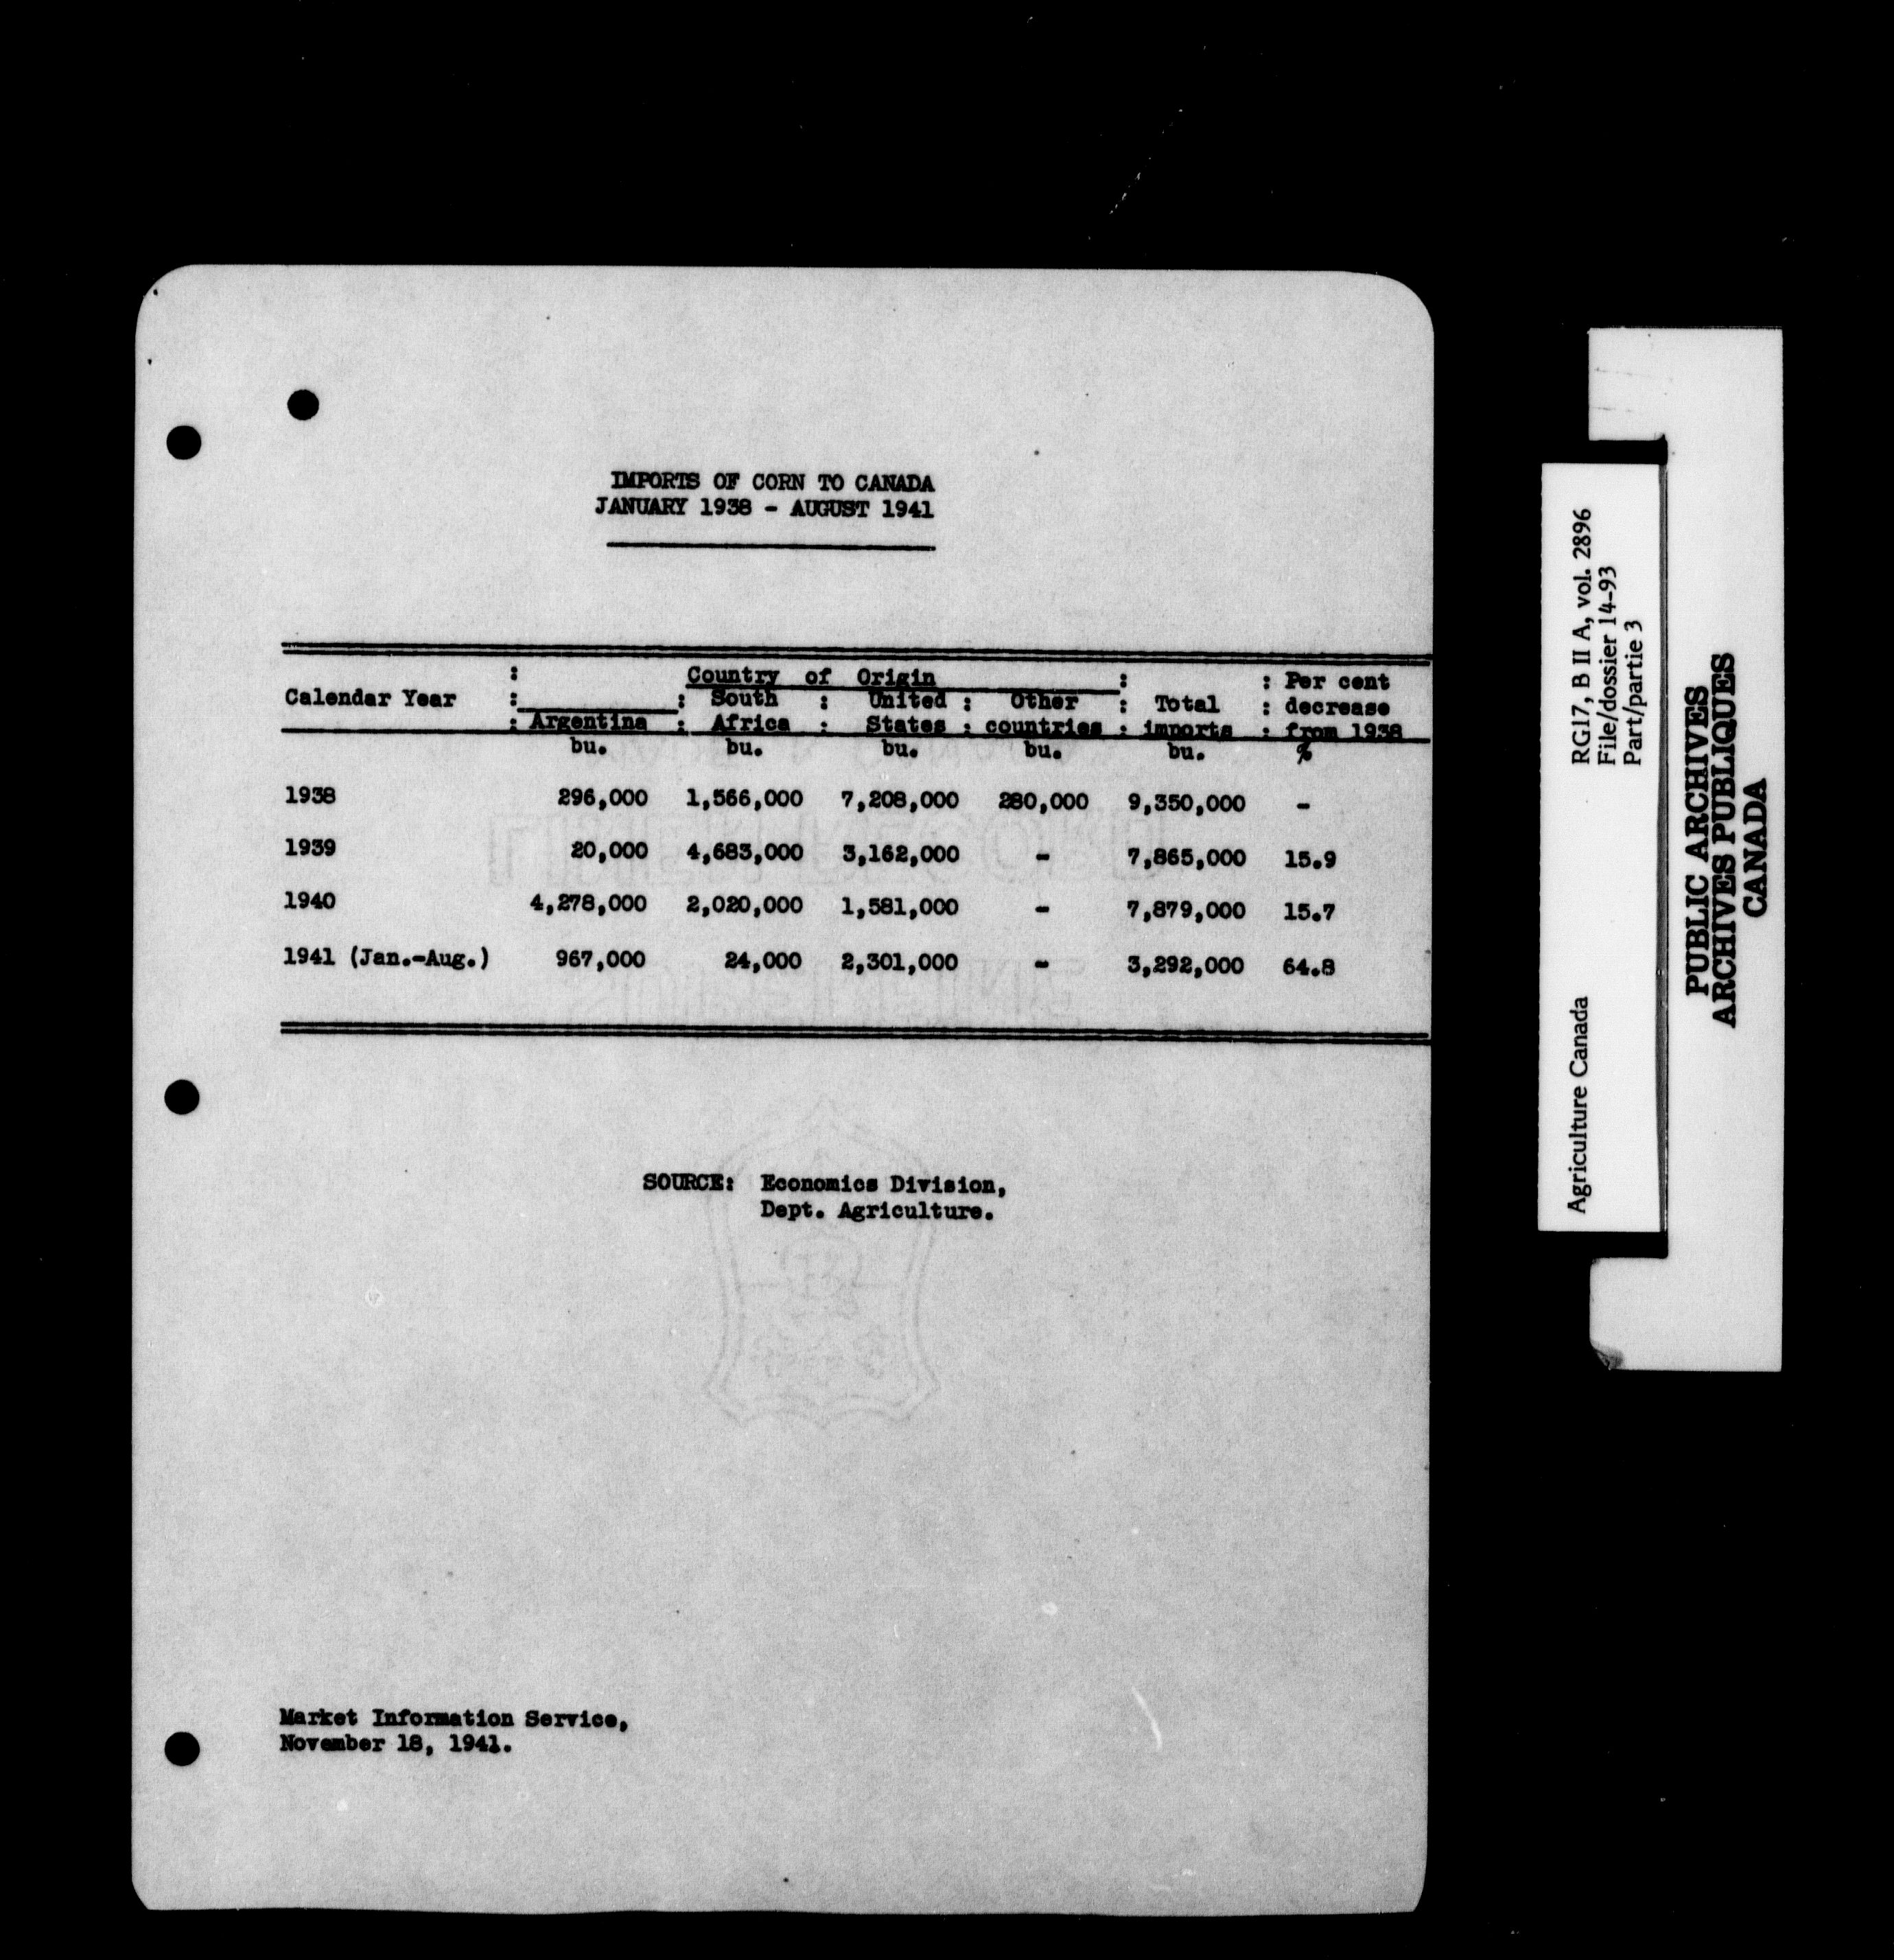 IMPORTS OF CORN TO CANADA
JANUARY 1938 - AUGUST 1941
: Country of Origin : : Per cent
Calendar Year : : South : United : Other : Total : decrease
: Argentina : Africa : States : countries : imports : from 1938
bu. bu. bu. bu. bu. %
1938 296,000 1,566,000 7,208,000 280,000 9,350,000 -
1939 20,000 4,683,000 3,162,000 - 7,865,000 15.9
1940 4,278,000 2,020,000 1,581,000 - 7,879,000 15.7
1941 (Jan.-Aug.) 967,000 24,000 2,301,000 - 3,292,000 64.8
SOURCE: Economics Division,
Dept. Agriculture.
Market Information Service,
November 18, 1941.
Agriculture Canada RG17, B II A, vol. 2896
File/dossier 14-93
Part/partie 3
PUBLIC ARCHIVES
ARCHIVES PUBLIQUES
CANADA